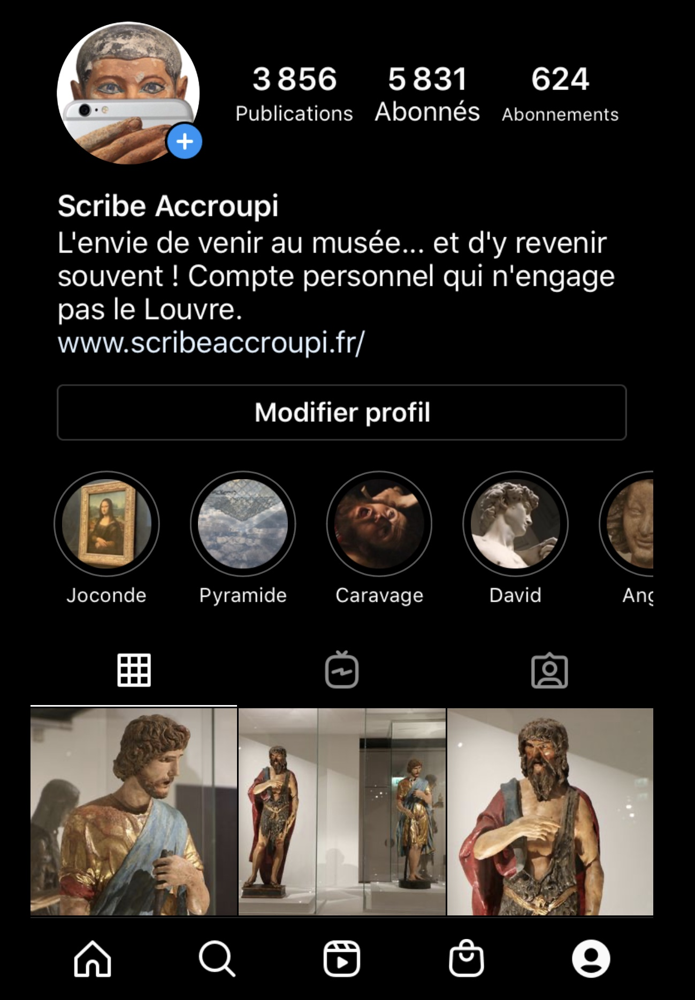 3 856 5 831 624
Publications Abonnés Abonnements
Scribe Accroupi
L'envie de venir au musée... et d'y revenir
souvent ! Compte personnel qui n'engage
pas le Louvre.
www.scribeaccroupi.fr/
Modifier profil
Joconde Pyramide Caravage David